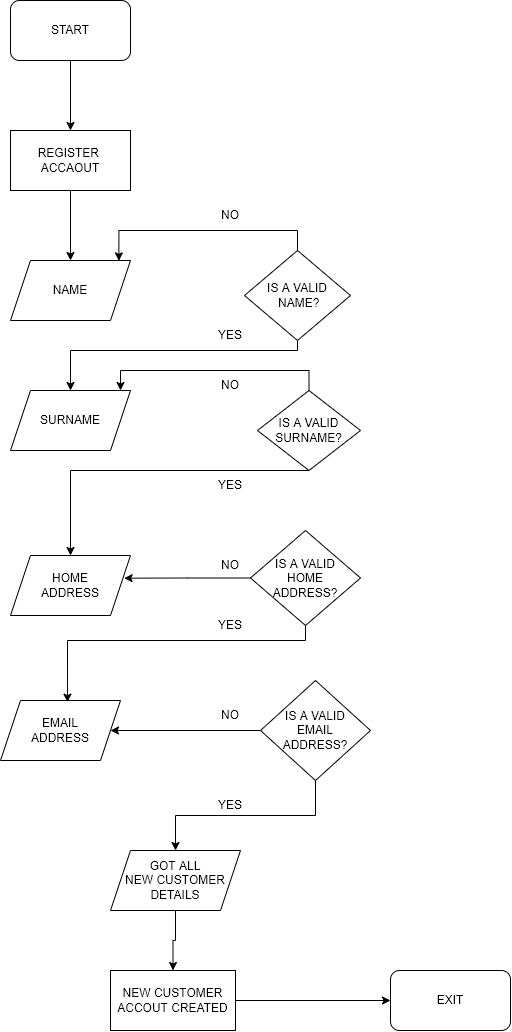 START
REGISTER
ACCAOUT
NO
NAME
IS A VALID
NAME?
YES
NO
SURNAME
IS A VALID
SURNAME?
YES
NO
HOME
ADDRESS
IS A VALID
HOME
ADDRESS?
YES
NO
EMAIL
ADDRESS
IS A VALID
EMAIL
ADDRESS?
YES
GOT ALL
NEW CUSTOMER
DETAILS
NEW CUSTOMER
ACCOUT CREATED
EXIT